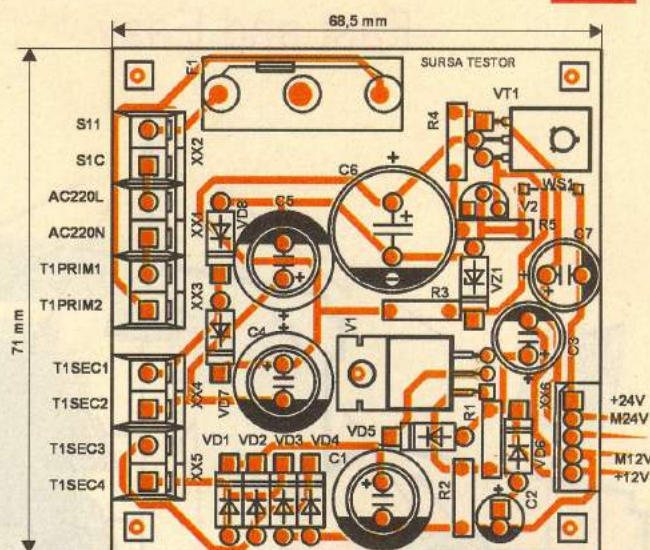 68,5 mm
71 mm
SURSA TESTOR
F1
VT1
S11
S1C
XX2
AC220L
AC220N
XX1
T1PRIM1
T1PRIM2
XX3
T1SEC1
T1SEC2
XX4
T1SEC3
T1SEC4
XX5
R4
C6
C5
VD8
V2
WS1
R5
C7
VZ1
R3
V1
C4
C3
VD7
XX6
+24V
M24V
M12V
+12V
VD1 VD2 VD3 VD4
VD5
R1
VD6
C1
R2
C2